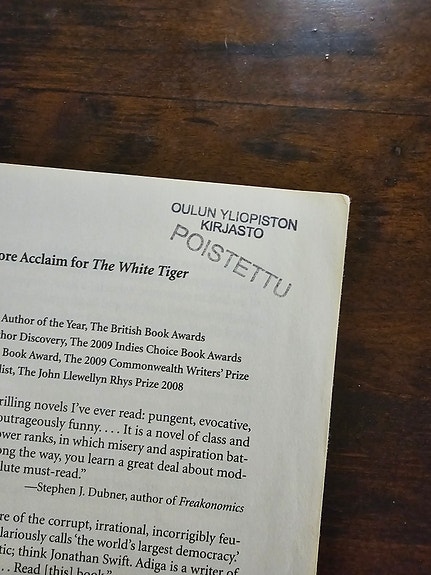 OULUN YLIOPISTON
KIRJASTO
POISTETTU
ore Acclaim for The White Tiger
Author of the Year, The British Book Awards
hor Discovery, The 2009 Indies Choice Book Awards
Book Award, The 2009 Commonwealth Writers' Prize
list, The John Llewellyn Rhys Prize 2008
rilling novels I've ever read: pungent, evocative,
outrageously funny. . . . It is a novel of class and
ower ranks, in which misery and aspiration bat-
ong the way, you learn a great deal about mod-
lute must-read."
—Stephen J. Dubner, author of Freakonomics
re of the corrupt, irrational, incorrigibly feu-
lariously calls 'the world's largest democracy.'
tic; think Jonathan Swift. Adiga is a writer of
. . Read [this] book."